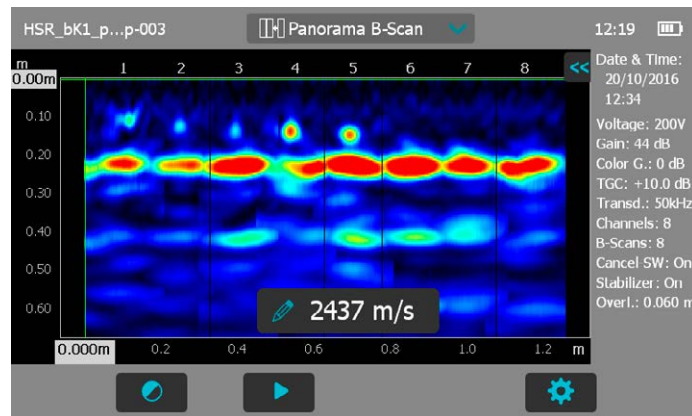 HSR_bK1_p...p-003 Panorama B-Scan 12:19
m 1 2 3 4 5 6 7 8 <<
0.00m
0.10
0.20
0.30
0.40
0.50
0.60
2437 m/s
0.000m 0.2 0.4 0.6 0.8 1.0 1.2 m
Date & Time:
20/10/2016
12:34
Voltage: 200V
Gain: 44 dB
Color G.: 0 dB
TGC: +10.0 dB
Transd.: 50kHz
Channels: 8
B-Scans: 8
Cancel SW: On
Stabilizer: On
Overl.: 0.060 m